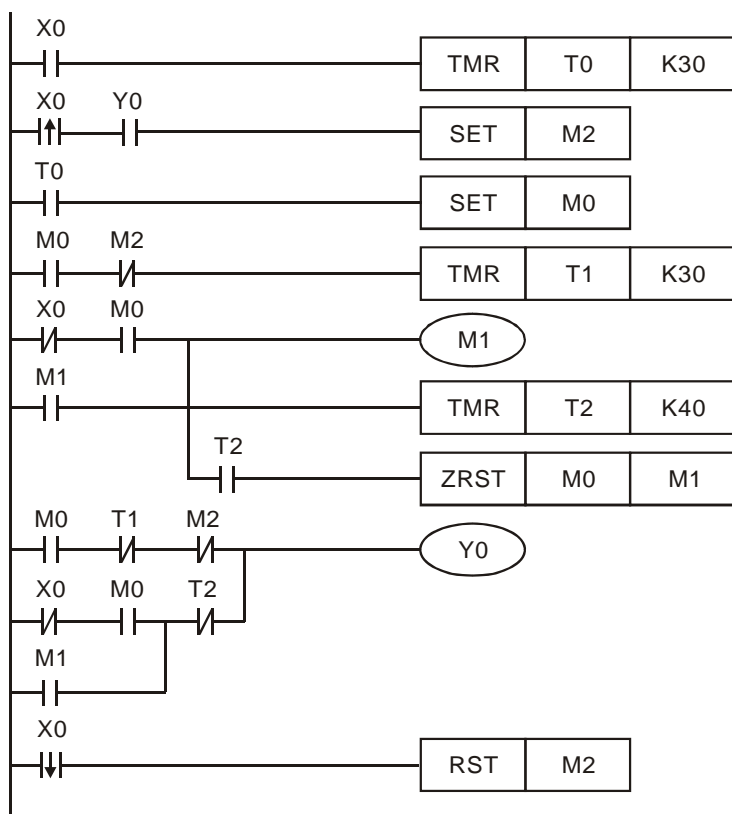 X0
TMR T0 K30
X0 Y0
SET M2
T0
SET M0
M0 M2
TMR T1 K30
X0 M0
M1
M1
TMR T2 K40
T2
ZRST M0 M1
M0 T1 M2
Y0
X0 M0 T2
M1
X0
RST M2